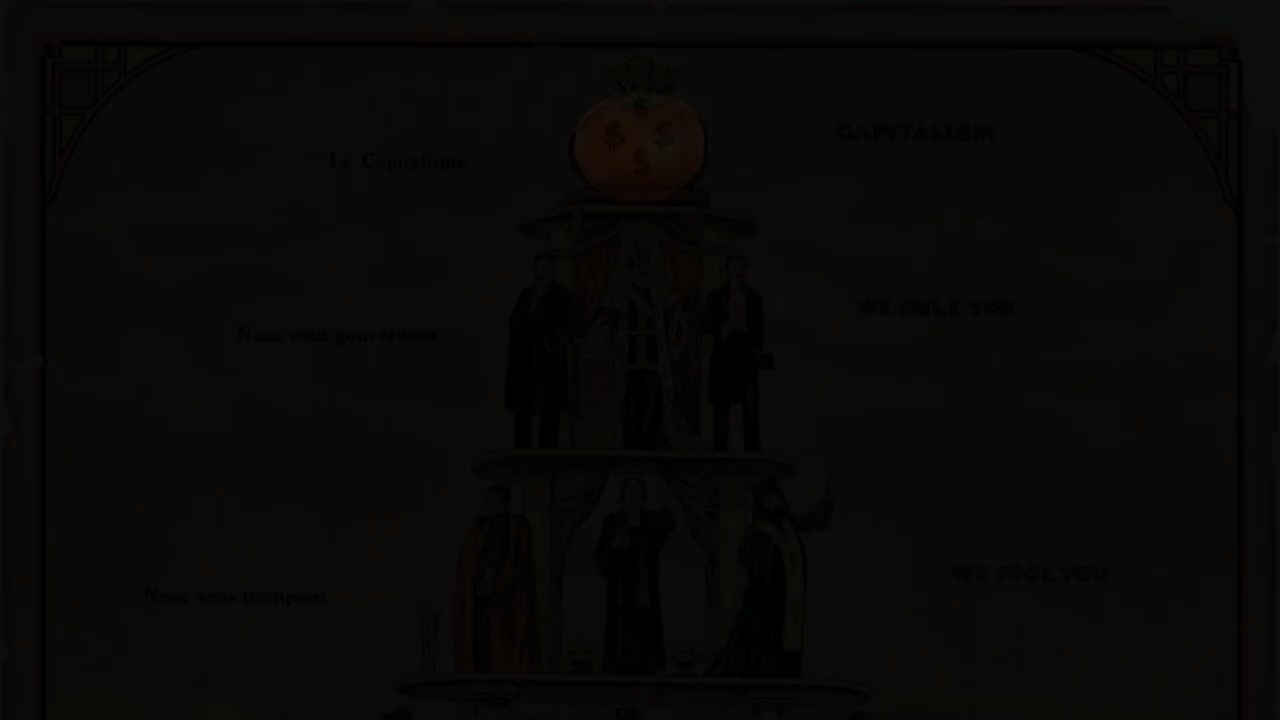 $
$ $
$
CAPITALISM
Le Capitalisme
WE RULE YOU
Nous vous gouvernons
WE FOOL YOU
Nous vous trompons